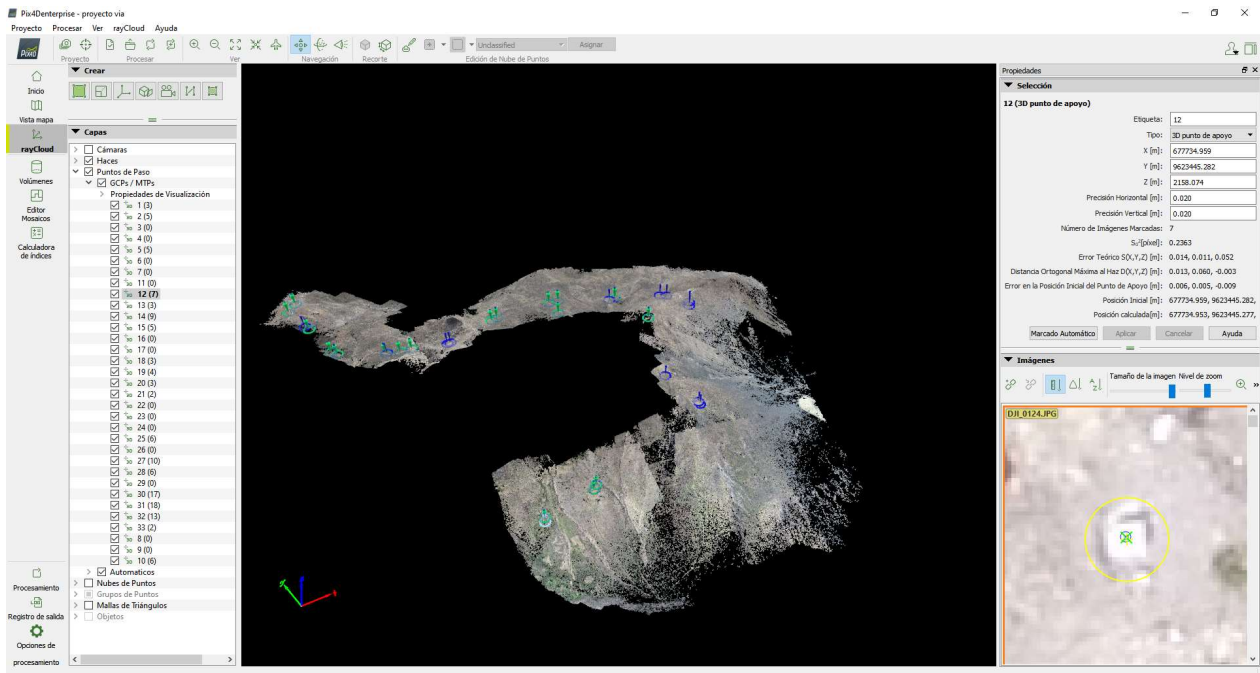 Pix4Denterprise - proyecto via
Proyecto Procesar Ver rayCloud Ayuda
Unclassified Asignar
Proyecto Procesar Ver Navegación Recorte Edición de Nube de Puntos
Inicio
Vista mapa
rayCloud
Volúmenes
Editor
Mosaicos
Calculadora
de índices
Procesamiento
Registro de salida
Opciones de
procesamiento
Crear
Capas
Cámaras
Haces
Puntos de Paso
GCPs / MTPs
Propiedades de Visualización
1 (3)
2 (5)
3 (0)
4 (0)
5 (5)
6 (0)
7 (0)
11 (0)
12 (7)
13 (3)
14 (9)
15 (5)
16 (0)
17 (0)
18 (3)
19 (4)
20 (3)
21 (2)
22 (0)
23 (0)
24 (0)
25 (6)
26 (0)
27 (10)
28 (6)
29 (0)
30 (17)
31 (18)
32 (13)
33 (2)
8 (0)
9 (0)
10 (6)
Automaticos
Nubes de Puntos
Grupos de Puntos
Mallas de Triángulos
Objetos
Propiedades
Selección
12 (3D punto de apoyo)
Etiqueta: 12
Tipo: 3D punto de apoyo
X [m]: 677734.959
Y [m]: 9623445.282
Z [m]: 2158.074
Precisión Horizontal [m]: 0.020
Precisión Vertical [m]: 0.020
Número de Imágenes Marcadas: 7
S₀²[píxel]: 0.2363
Error Teórico S(X,Y,Z) [m]: 0.014, 0.011, 0.052
Distancia Ortogonal Máxima al Haz D(X,Y,Z) [m]: 0.013, 0.060, -0.003
Error en la Posición Inicial del Punto de Apoyo [m]: 0.006, 0.005, -0.009
Posición Inicial [m]: 677734.959, 9623445.282,
Posición calculada[m]: 677734.953, 9623445.277,
Marcado Automático Aplicar Cancelar Ayuda
Imágenes
Tamaño de la imagen Nivel de zoom
DJI_0124.JPG